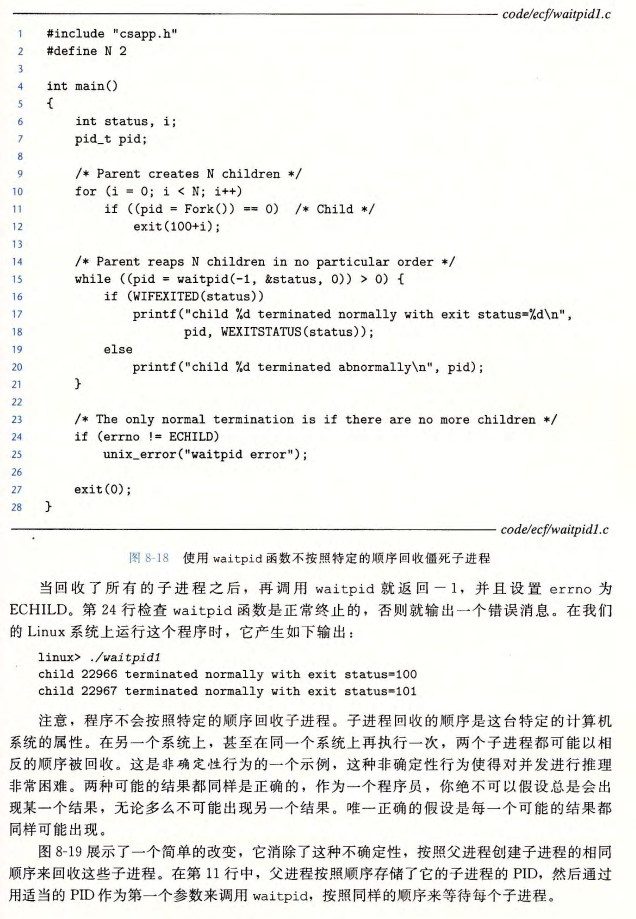 code/ecf/waitpid1.c
1 #include "csapp.h"
2 #define N 2
3
4 int main()
5 {
6 int status, i;
7 pid_t pid;
8
9 /* Parent creates N children */
10 for (i = 0; i < N; i++)
11 if ((pid = Fork()) == 0) /* Child */
12 exit(100+i);
13
14 /* Parent reaps N children in no particular order */
15 while ((pid = waitpid(-1, &status, 0)) > 0) {
16 if (WIFEXITED(status))
17 printf("child %d terminated normally with exit status=%d\n",
18 pid, WEXITSTATUS(status));
19 else
20 printf("child %d terminated abnormally\n", pid);
21 }
22
23 /* The only normal termination is if there are no more children */
24 if (errno != ECHILD)
25 unix_error("waitpid error");
26
27 exit(0);
28 }
code/ecf/waitpid1.c
图 8-18 使用 waitpid 函数不按照特定的顺序回收僵死子进程
当回收了所有的子进程之后，再调用 waitpid 就返回－1，并且设置 errno 为
ECHILD。第 24 行检查 waitpid 函数是正常终止的，否则就输出一个错误消息。在我们
的 Linux 系统上运行这个程序时，它产生如下输出：
linux> ./waitpid1
child 22966 terminated normally with exit status=100
child 22967 terminated normally with exit status=101
注意，程序不会按照特定的顺序回收子进程。子进程回收的顺序是这台特定的计算机
系统的属性。在另一个系统上，甚至在同一个系统上再执行一次，两个子进程都可能以相
反的顺序被回收。这是非确定性行为的一个示例，这种非确定性行为使得对并发进行推理
非常困难。两种可能的结果都同样是正确的，作为一个程序员，你绝不可以假设总是会出
现某一个结果，无论多么不可能出现另一个结果。唯一正确的假设是每一个可能的结果都
同样可能出现。
图 8-19 展示了一个简单的改变，它消除了这种不确定性，按照父进程创建子进程的相同
顺序来回收这些子进程。在第 11 行中，父进程按照顺序存储了它的子进程的 PID，然后通过
用适当的 PID 作为第一个参数来调用 waitpid，按照同样的顺序来等待每个子进程。